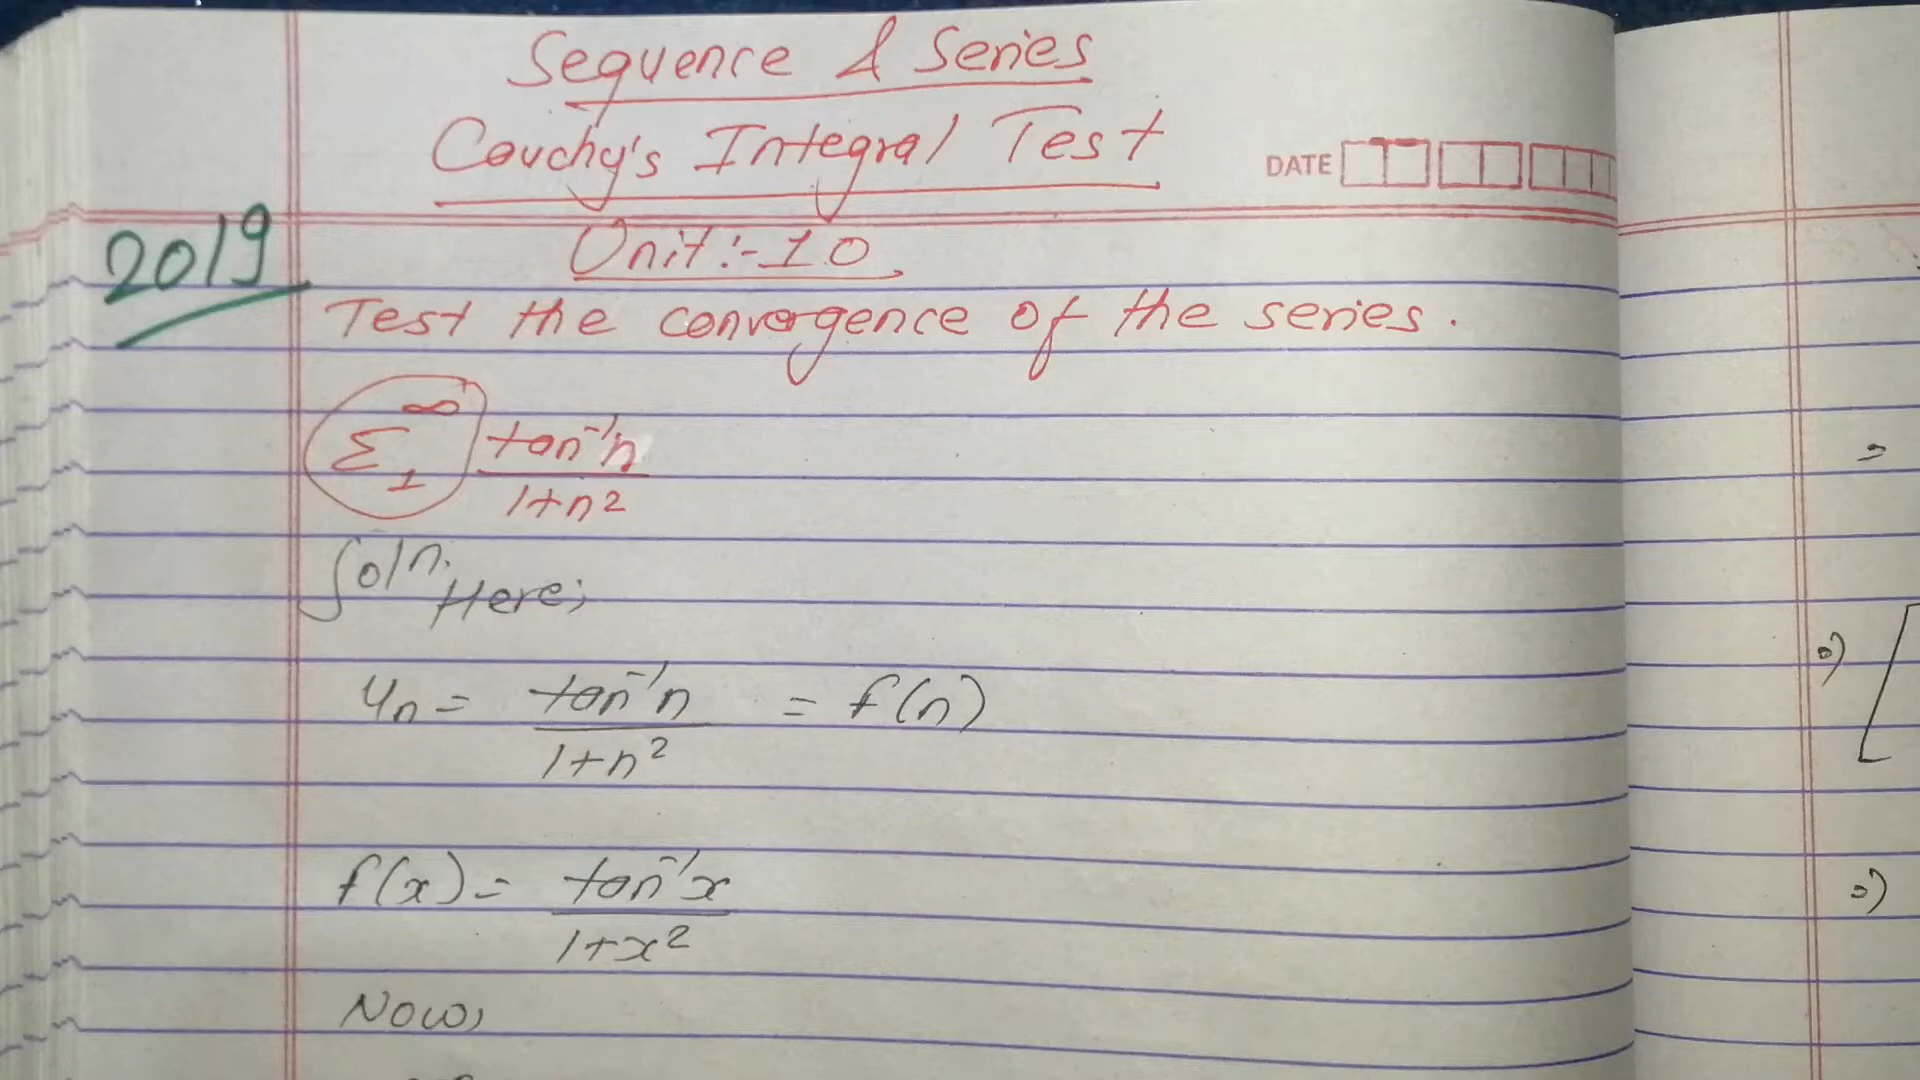 Sequence & Series
Cauchy's Integral Test
DATE
2019
Unit:-10
Test the convergence of the series.
Σ₁^∞ tan⁻¹n / 1+n²
Soln. Here;
Un = tan⁻¹n / 1+n² = f(n)
f(x) = tan⁻¹x / 1+x²
Now,